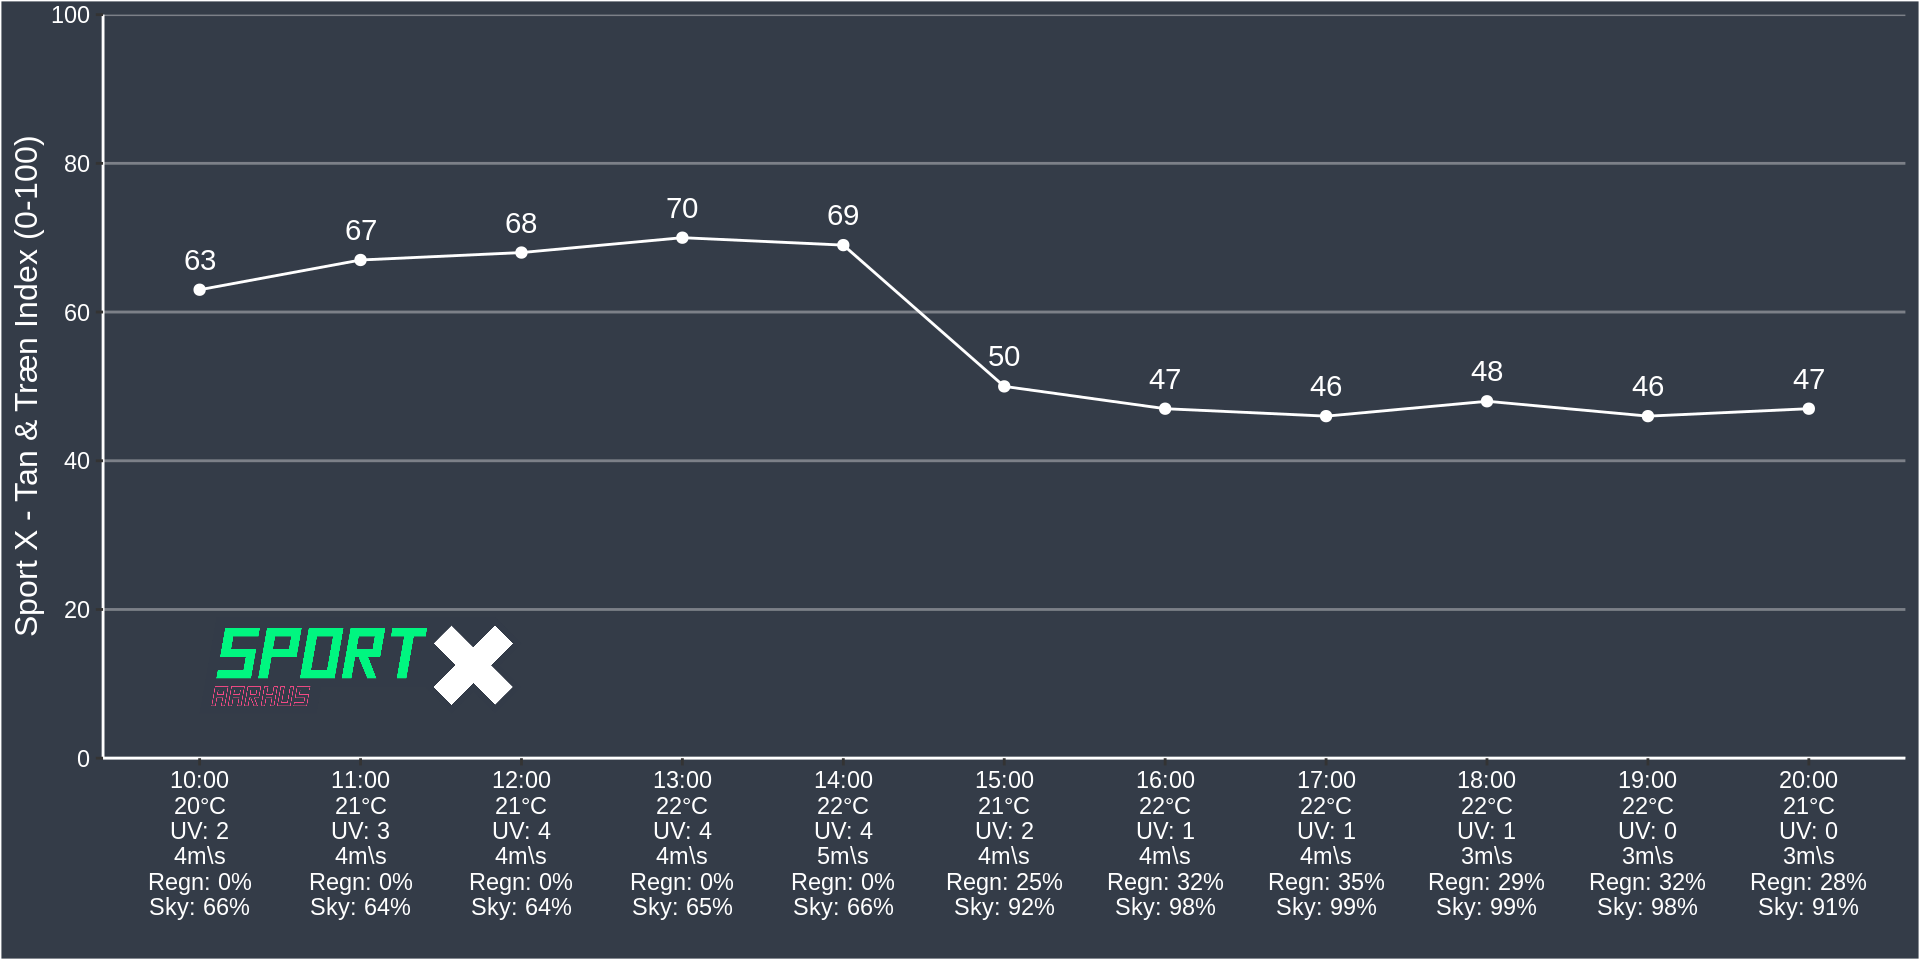 Sport X - Tan & Træn Index (0-100)
100
80
60
40
20
0
63
67
68
70
69
50
47
46
48
46
47
SPORT X
AARHUS
10:00 11:00 12:00 13:00 14:00 15:00 16:00 17:00 18:00 19:00 20:00
20°C 21°C 21°C 22°C 22°C 21°C 22°C 22°C 22°C 22°C 21°C
UV: 2 UV: 3 UV: 4 UV: 4 UV: 4 UV: 2 UV: 1 UV: 1 UV: 1 UV: 0 UV: 0
4m\s 4m\s 4m\s 4m\s 5m\s 4m\s 4m\s 4m\s 3m\s 3m\s 3m\s
Regn: 0% Regn: 0% Regn: 0% Regn: 0% Regn: 0% Regn: 25% Regn: 32% Regn: 35% Regn: 29% Regn: 32% Regn: 28%
Sky: 66% Sky: 64% Sky: 64% Sky: 65% Sky: 66% Sky: 92% Sky: 98% Sky: 99% Sky: 99% Sky: 98% Sky: 91%